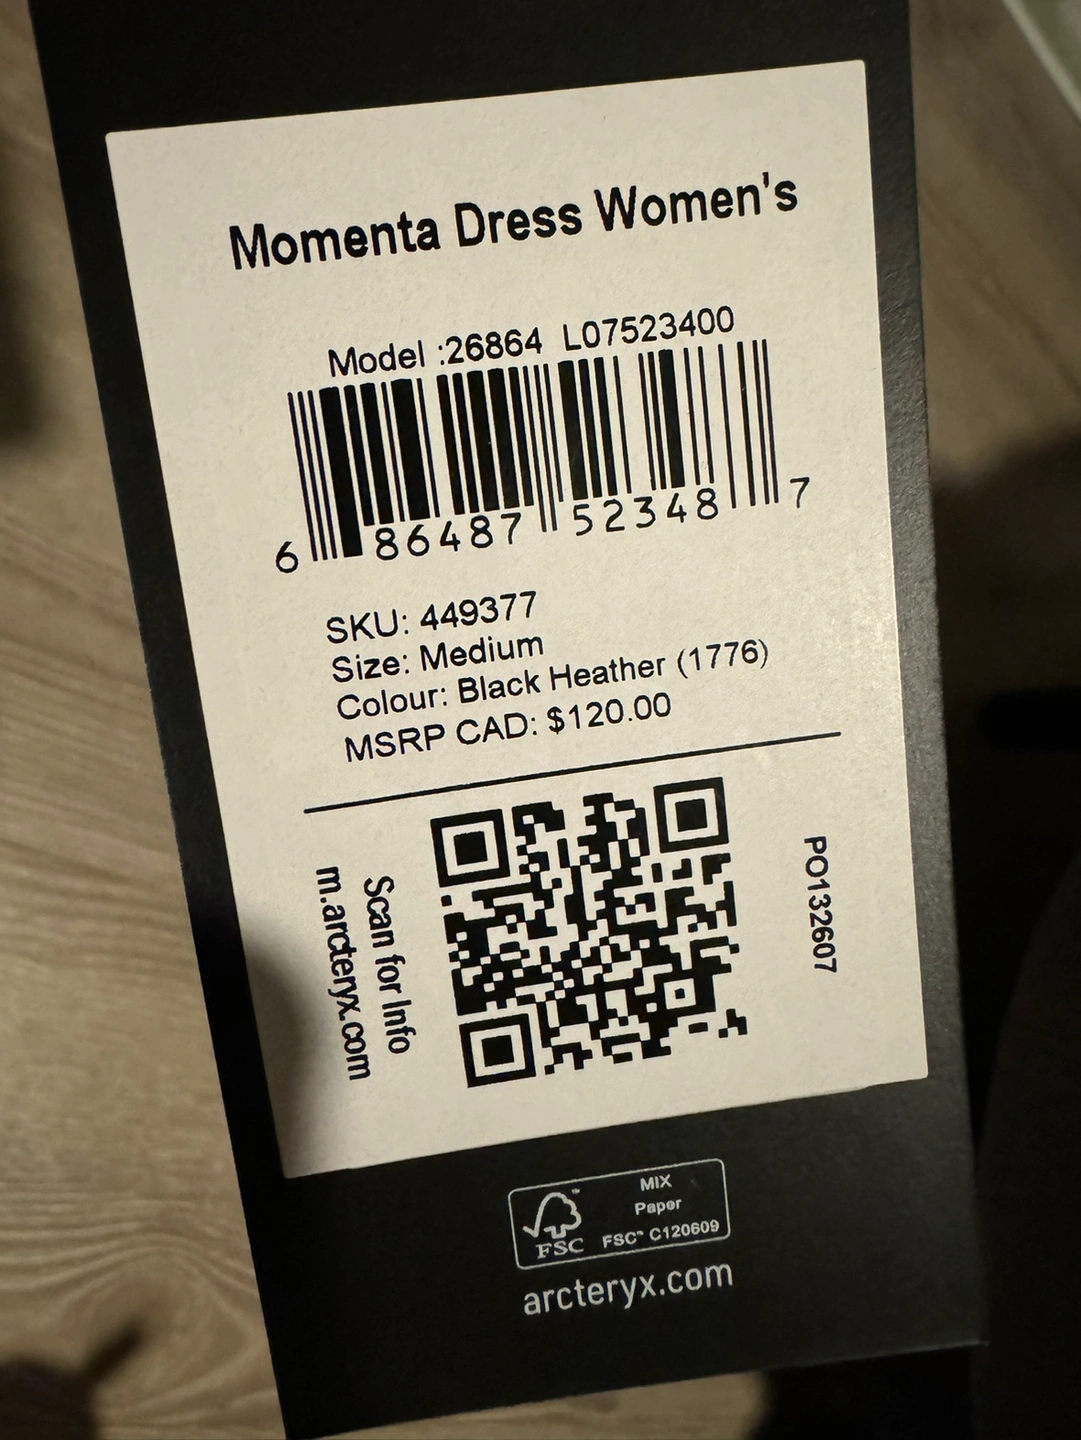 Momenta Dress Women's
Model :26864 L07523400
6 86487 52348 7
SKU: 449377
Size: Medium
Colour: Black Heather (1776)
MSRP CAD: $120.00
Scan for Info
m.arcteryx.com
PO132607
MIX
Paper
FSC™ C120609
FSC™
arcteryx.com